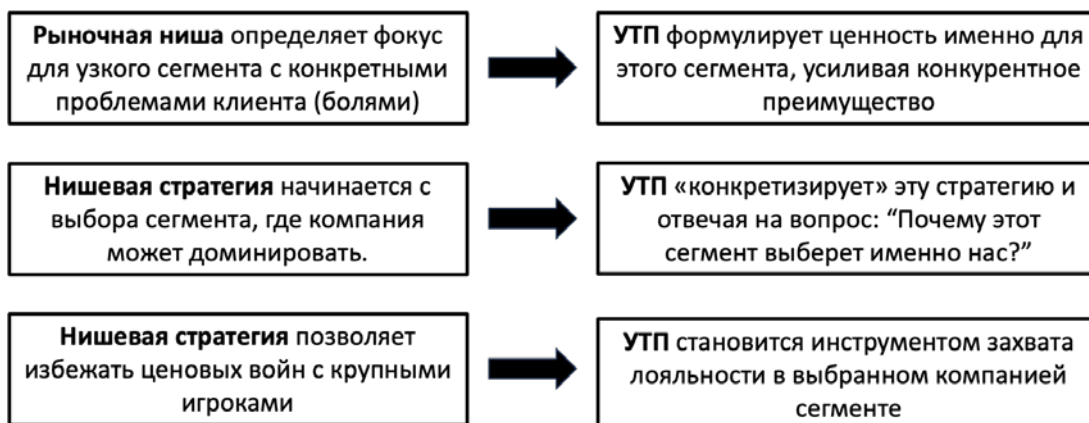 Рыночная ниша определяет фокус
для узкого сегмента с конкретными
проблемами клиента (болями)
УТП формулирует ценность именно для
этого сегмента, усиливая конкурентное
преимущество
Нишевая стратегия начинается с
выбора сегмента, где компания
может доминировать.
УТП «конкретизирует» эту стратегию и
отвечая на вопрос: “Почему этот
сегмент выберет именно нас?”
Нишевая стратегия позволяет
избежать ценовых войн с крупными
игроками
УТП становится инструментом захвата
лояльности в выбранном компанией
сегменте